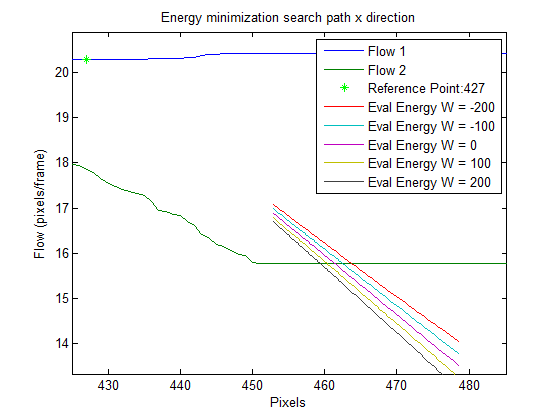 Energy minimization search path x direction
Flow (pixels/frame)
20
19
18
17
16
15
14
Flow 1
Flow 2
Reference Point:427
Eval Energy W = -200
Eval Energy W = -100
Eval Energy W = 0
Eval Energy W = 100
Eval Energy W = 200
430 440 450 460 470 480
Pixels